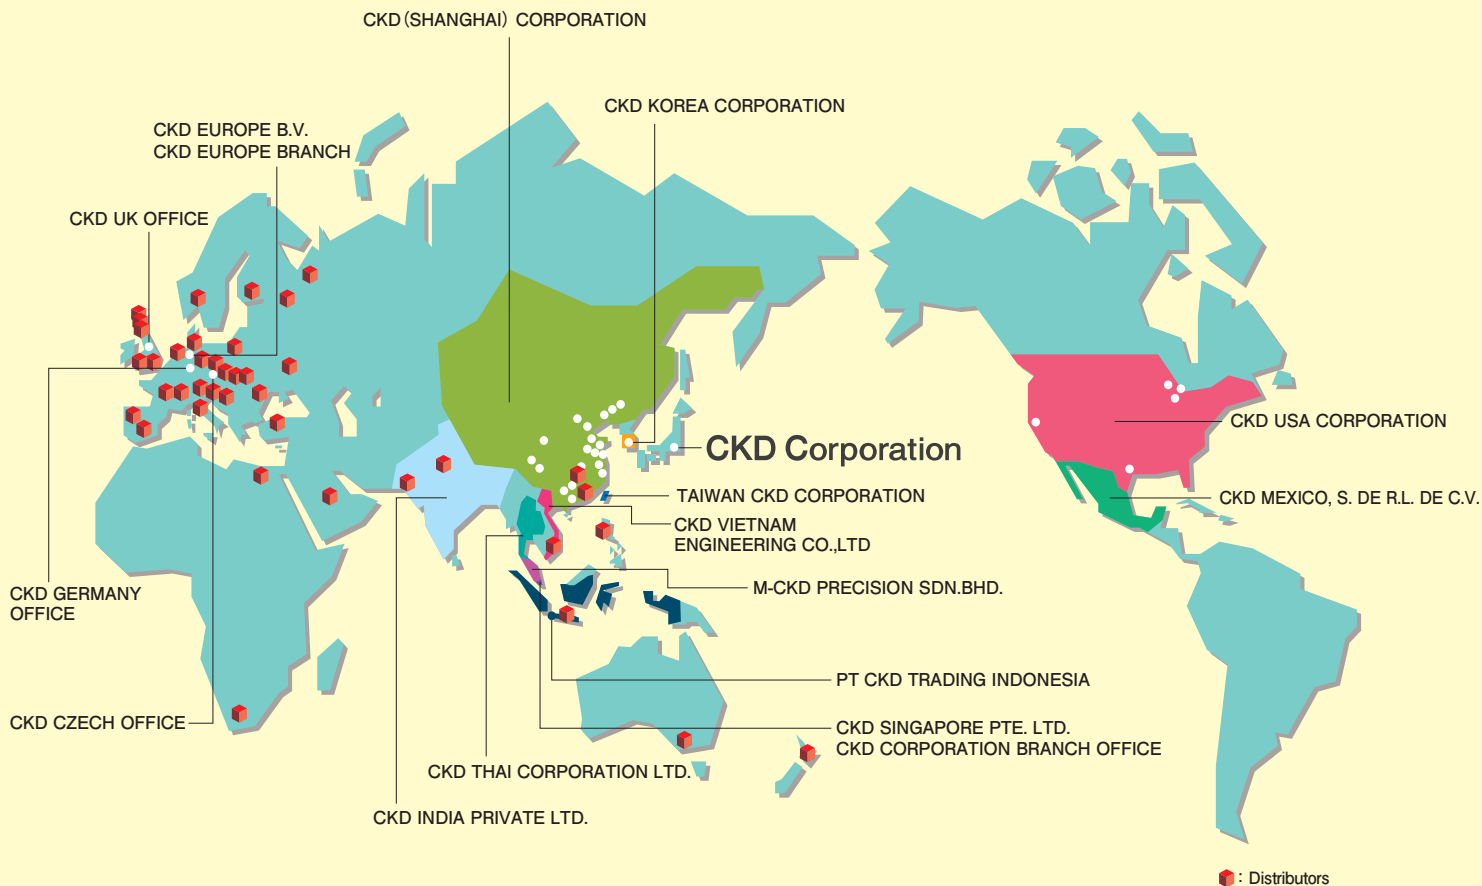 CKD(SHANGHAI) CORPORATION
CKD KOREA CORPORATION
CKD EUROPE B.V.
CKD EUROPE BRANCH
CKD UK OFFICE
CKD USA CORPORATION
CKD Corporation
TAIWAN CKD CORPORATION
CKD MEXICO, S. DE R.L. DE C.V.
CKD VIETNAM
ENGINEERING CO.,LTD
M-CKD PRECISION SDN.BHD.
CKD GERMANY
OFFICE
PT CKD TRADING INDONESIA
CKD CZECH OFFICE
CKD SINGAPORE PTE. LTD.
CKD CORPORATION BRANCH OFFICE
CKD THAI CORPORATION LTD.
CKD INDIA PRIVATE LTD.
: Distributors